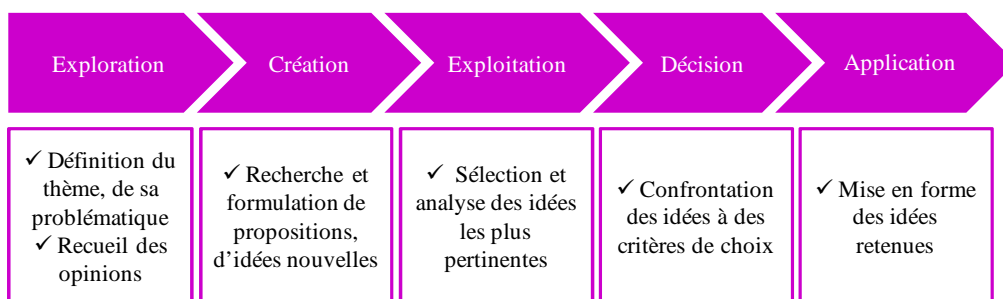 Exploration
Création
Exploitation
Décision
Application
✓ Définition du
thème, de sa
problématique
✓ Recueil des
opinions
✓ Recherche et
formulation de
propositions,
d’idées nouvelles
✓ Sélection et
analyse des idées
les plus
pertinentes
✓ Confrontation
des idées à des
critères de choix
✓ Mise en forme
des idées
retenues